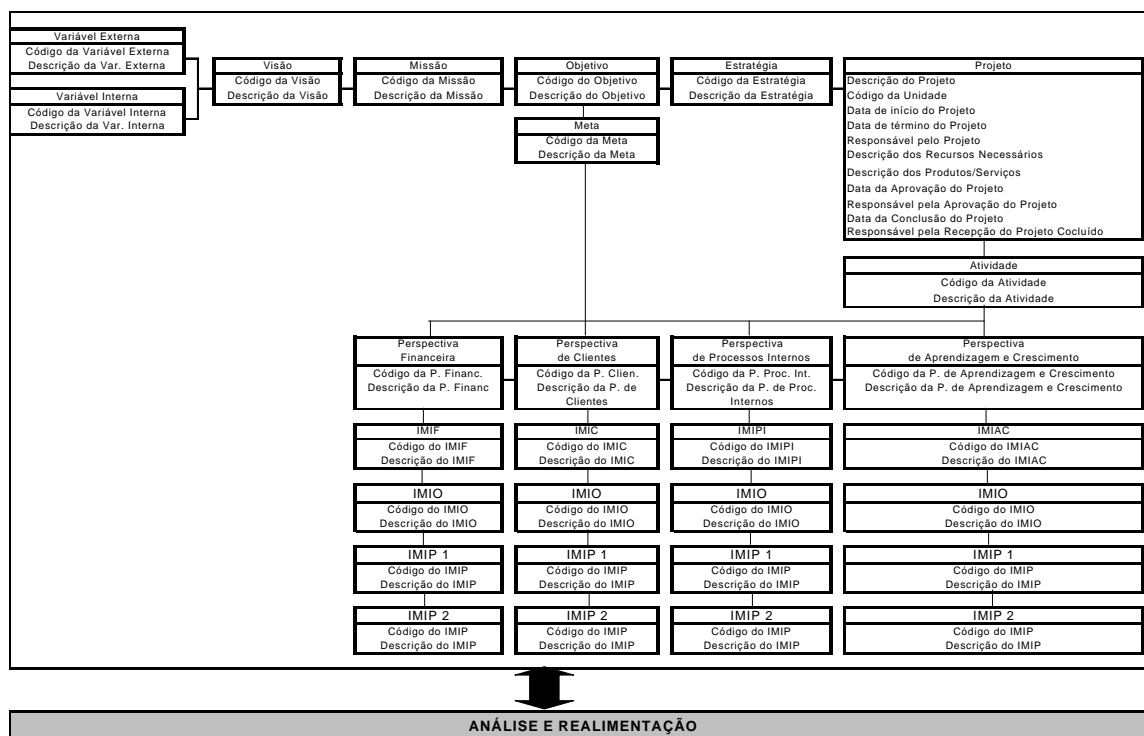 Variável Externa
Código da Variável Externa
Descrição da Var. Externa
Variável Interna
Código da Variável Interna
Descrição da Var. Interna
Visão
Código da Visão
Descrição da Visão
Missão
Código da Missão
Descrição da Missão
Objetivo
Código do Objetivo
Descrição do Objetivo
Estratégia
Código da Estratégia
Descrição da Estratégia
Projeto
Descrição do Projeto
Código da Unidade
Data de início do Projeto
Data de término do Projeto
Responsável pelo Projeto
Descrição dos Recursos Necessários
Descrição dos Produtos/Serviços
Data da Aprovação do Projeto
Responsável pela Aprovação do Projeto
Data da Conclusão do Projeto
Responsável pela Recepção do Projeto Cocluído
Meta
Código da Meta
Descrição da Meta
Atividade
Código da Atividade
Descrição da Atividade
Perspectiva
Financeira
Código da P. Financ.
Descrição da P. Financ
Perspectiva
de Clientes
Código da P. Clien.
Descrição da P. de
Clientes
Perspectiva
de Processos Internos
Código da P. Proc. Int.
Descrição da P. de Proc.
Internos
Perspectiva
de Aprendizagem e Crescimento
Código da P. de Aprendizagem e Crescimento
Descrição da P. de Aprendizagem e Crescimento
IMIF
Código do IMIF
Descrição do IMIF
IMIC
Código do IMIC
Descrição do IMIC
IMIPI
Código do IMIPI
Descrição do IMIPI
IMIAC
Código do IMIAC
Descrição do IMIAC
IMIO
Código do IMIO
Descrição do IMIO
IMIO
Código do IMIO
Descrição do IMIO
IMIO
Código do IMIO
Descrição do IMIO
IMIO
Código do IMIO
Descrição do IMIO
IMIP 1
Código do IMIP
Descrição do IMIP
IMIP 1
Código do IMIP
Descrição do IMIP
IMIP 1
Código do IMIP
Descrição do IMIP
IMIP 1
Código do IMIP
Descrição do IMIP
IMIP 2
Código do IMIP
Descrição do IMIP
IMIP 2
Código do IMIP
Descrição do IMIP
IMIP 2
Código do IMIP
Descrição do IMIP
IMIP 2
Código do IMIP
Descrição do IMIP
ANÁLISE E REALIMENTAÇÃO